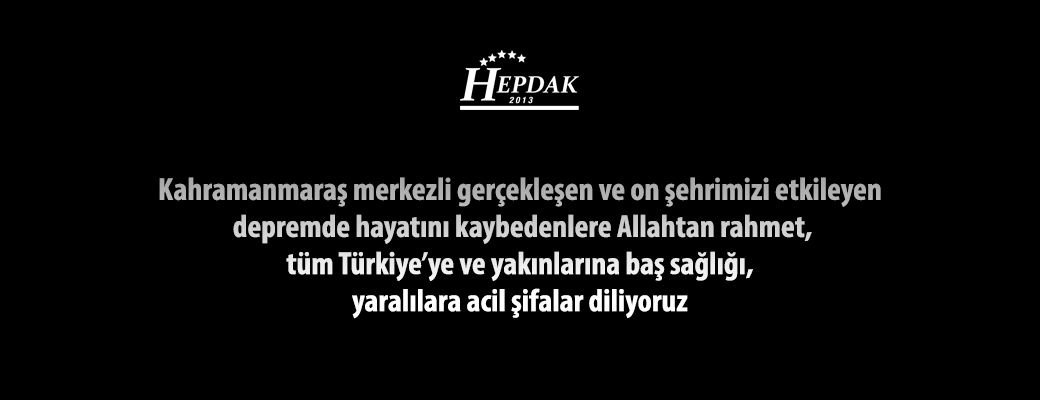 HEPDAK
2013
Kahramanmaraş merkezli gerçekleşen ve on şehrimizi etkileyen
depremde hayatını kaybedenlere Allahtan rahmet,
tüm Türkiye’ye ve yakınlarına baş sağlığı,
yaralılara acil şifalar diliyoruz